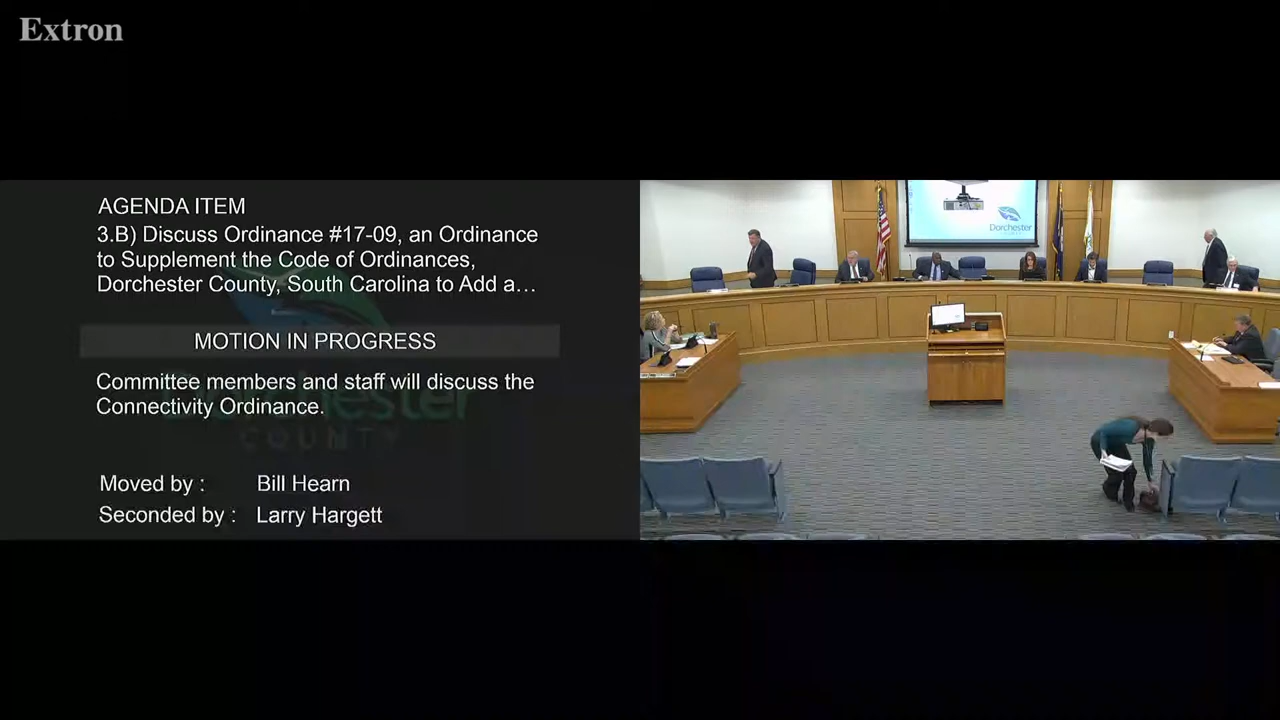 Extron
AGENDA ITEM
3.B) Discuss Ordinance #17-09, an Ordinance
to Supplement the Code of Ordinances,
Dorchester County, South Carolina to Add a…
MOTION IN PROGRESS
Committee members and staff will discuss the
Connectivity Ordinance.
Dorchester
COUNTY
Moved by : Bill Hearn
Seconded by : Larry Hargett
Dorchester